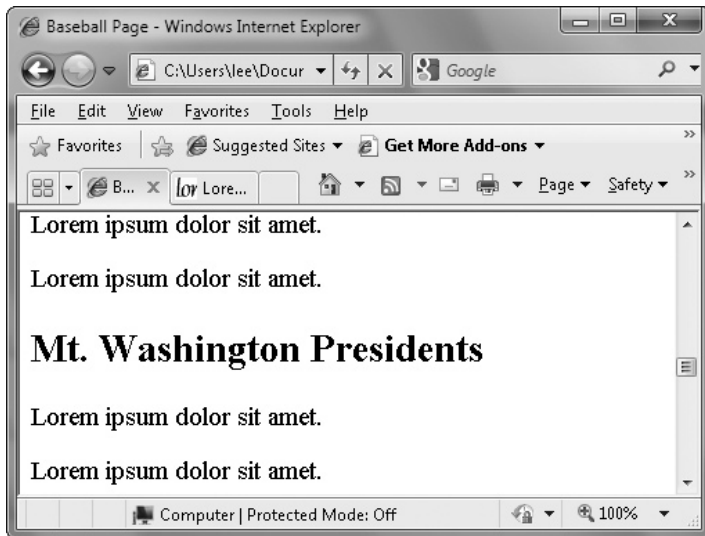 Baseball Page - Windows Internet Explorer
C:\Users\lee\Docur
Google
File Edit View Favorites Tools Help
Favorites Suggested Sites Get More Add-ons
B... lor Lore... Page Safety
Lorem ipsum dolor sit amet.
Lorem ipsum dolor sit amet.
Mt. Washington Presidents
Lorem ipsum dolor sit amet.
Lorem ipsum dolor sit amet.
Computer | Protected Mode: Off 100%